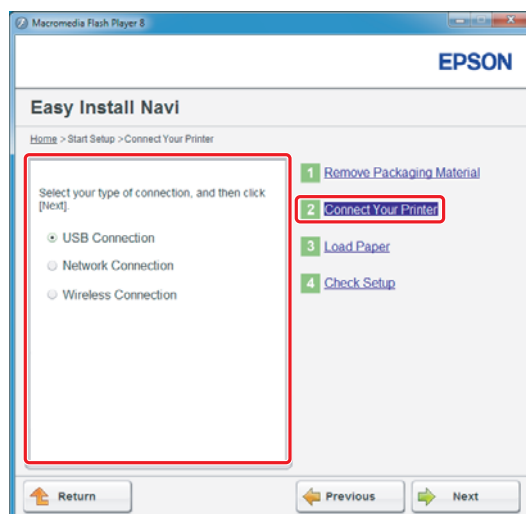 Macromedia Flash Player 8
EPSON
Easy Install Navi
Home > Start Setup >Connect Your Printer
Select your type of connection, and then click
[Next].
USB Connection
Network Connection
Wireless Connection
1 Remove Packaging Material
2 Connect Your Printer
3 Load Paper
4 Check Setup
Return
Previous
Next